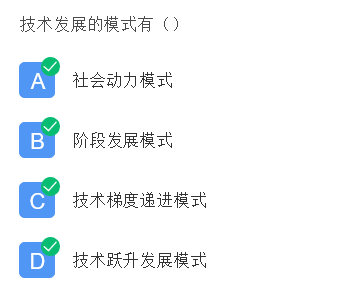 技术发展的模式有（）
A 社会动力模式
B 阶段发展模式
C 技术梯度递进模式
D 技术跃升发展模式